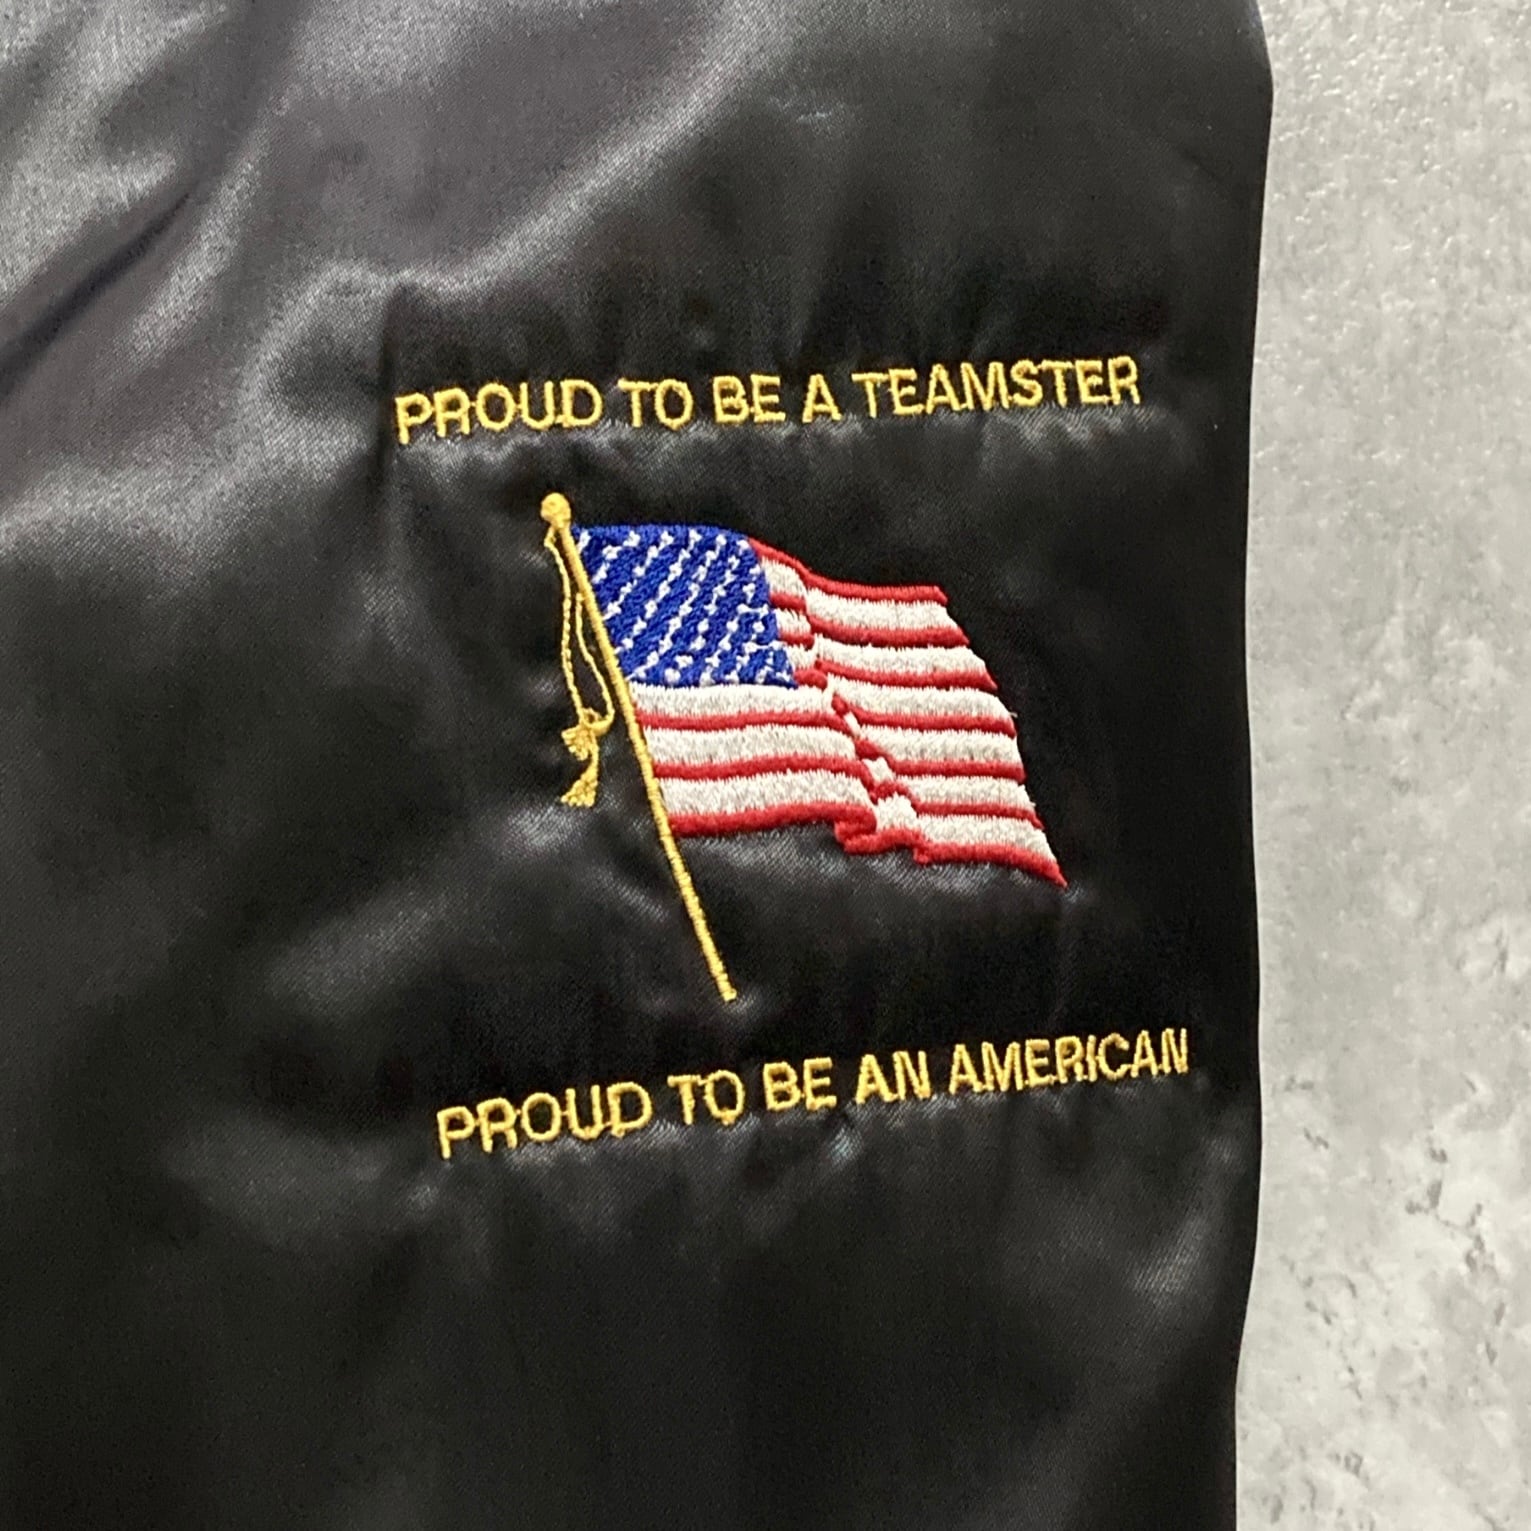 PROUD TO BE A TEAMSTER
PROUD TO BE AN AMERICAN